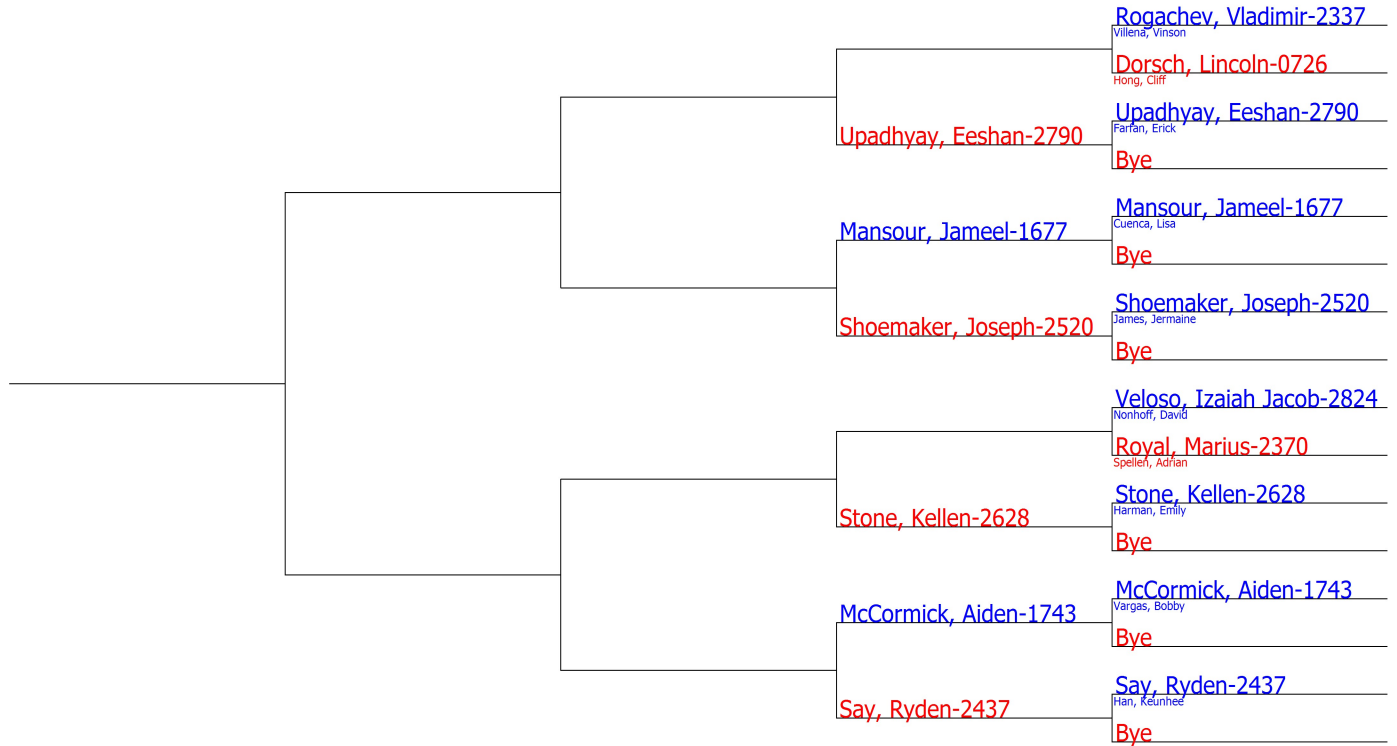 Rogachev, Vladimir-2337
Villena, Vinson
Dorsch, Lincoln-0726
Hong, Cliff
Upadhyay, Eeshan-2790
Farfan, Erick
Upadhyay, Eeshan-2790
Bye
Mansour, Jameel-1677
Cuenca, Lisa
Mansour, Jameel-1677
Bye
Shoemaker, Joseph-2520
James, Jermaine
Shoemaker, Joseph-2520
Bye
Veloso, Izaiah Jacob-2824
Nonhoff, David
Royal, Marius-2370
Spellen, Adrian
Stone, Kellen-2628
Harman, Emily
Stone, Kellen-2628
Bye
McCormick, Aiden-1743
Vargas, Bobby
McCormick, Aiden-1743
Bye
Say, Ryden-2437
Han, Keunhee
Say, Ryden-2437
Bye